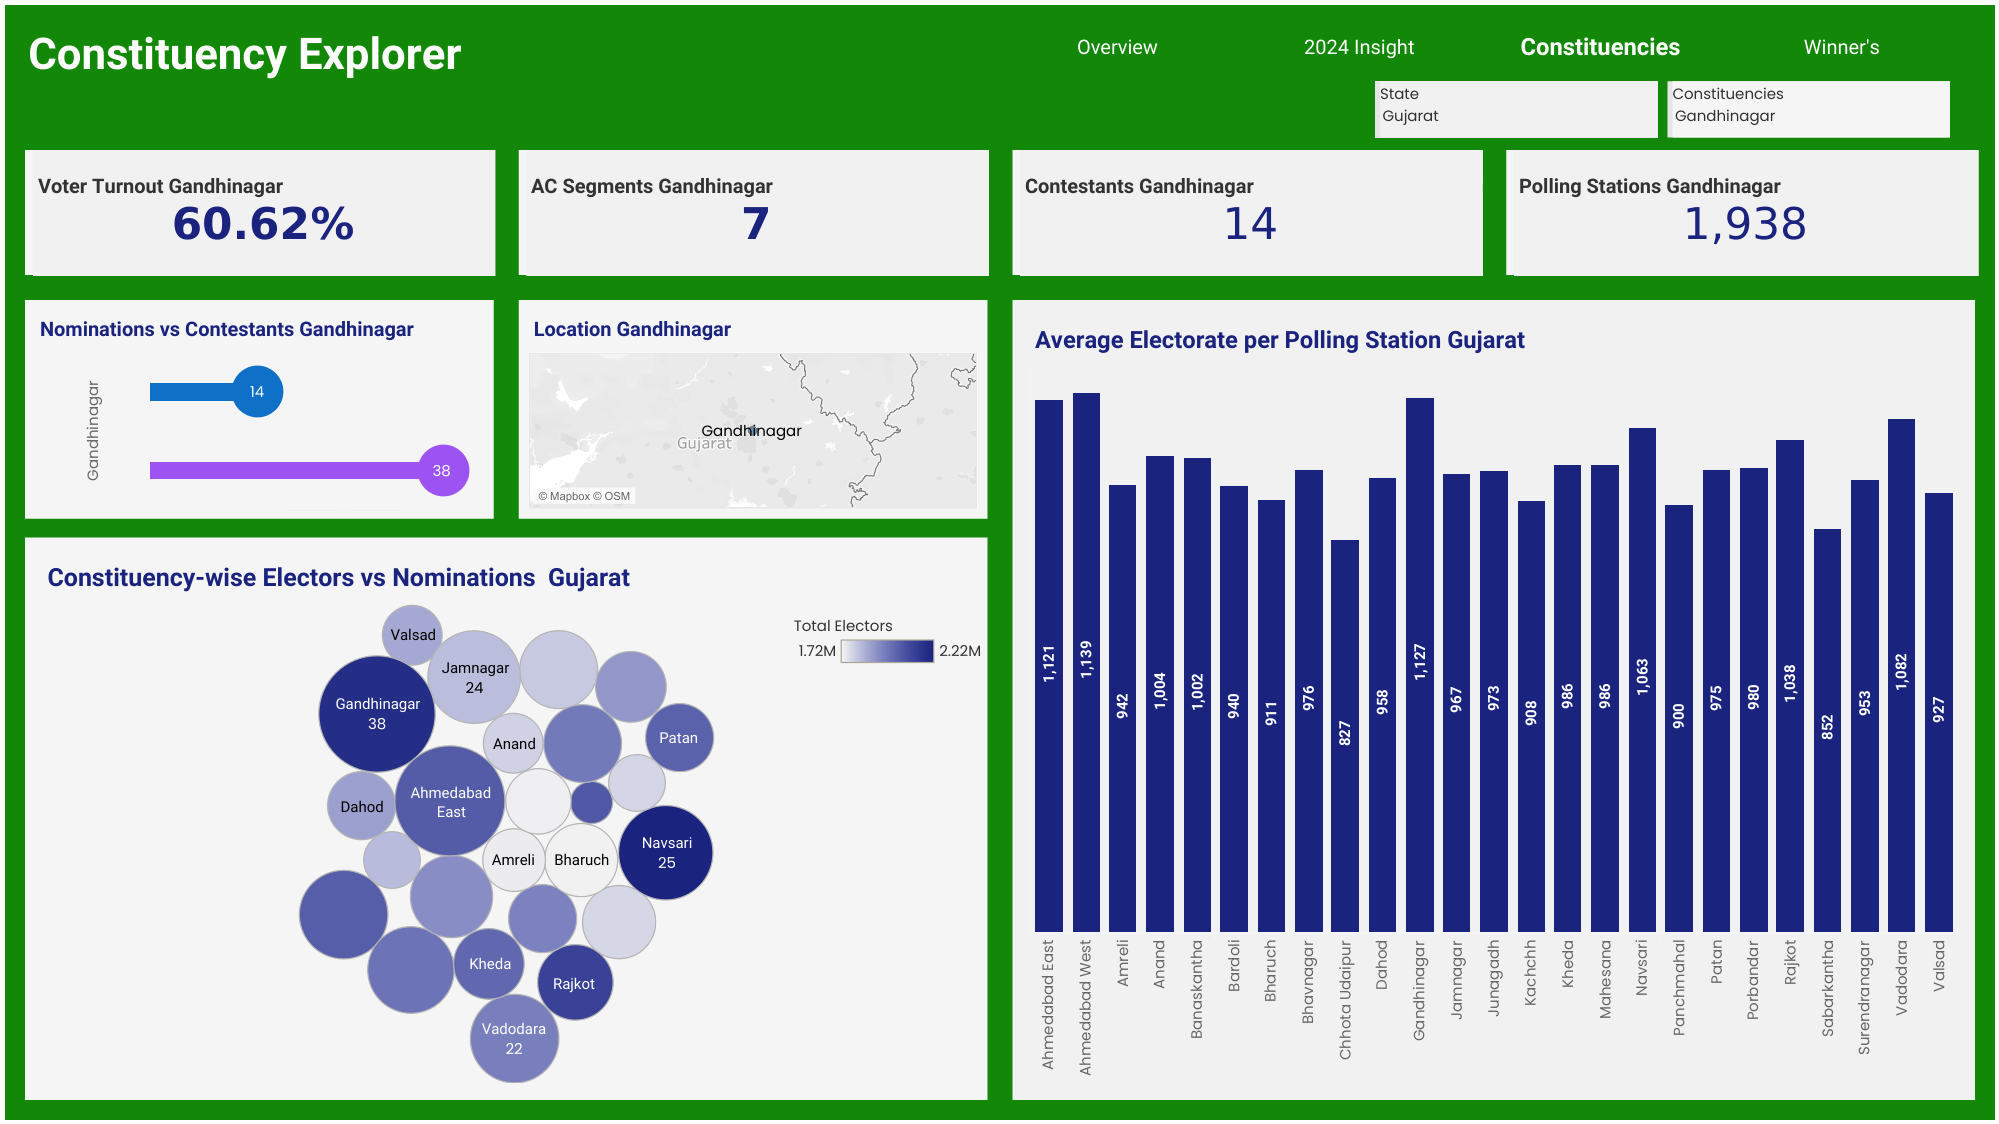 Constituency Explorer
Overview
2024 Insight
Constituencies
Winner's
State
Gujarat
Constituencies
Gandhinagar
Voter Turnout Gandhinagar
60.62%
AC Segments Gandhinagar
7
Contestants Gandhinagar
14
Polling Stations Gandhinagar
1,938
Nominations vs Contestants Gandhinagar
Gandhinagar
14
38
Location Gandhinagar
Gandhinagar
Gujarat
© Mapbox © OSM
Constituency-wise Electors vs Nominations  Gujarat
Total Electors
1.72M
2.22M
Valsad
Jamnagar
24
Gandhinagar
38
Anand
Patan
Ahmedabad
East
Dahod
Navsari
25
Amreli
Bharuch
Kheda
Rajkot
Vadodara
22
Average Electorate per Polling Station Gujarat
1,121
1,139
942
1,004
1,002
940
911
976
827
958
1,127
967
973
908
986
986
1,063
900
975
980
1,038
852
953
1,082
927
Ahmedabad East
Ahmedabad West
Amreli
Anand
Banaskantha
Bardoli
Bharuch
Bhavnagar
Chhota Udaipur
Dahod
Gandhinagar
Jamnagar
Junagadh
Kachchh
Kheda
Mahesana
Navsari
Panchmahal
Patan
Porbandar
Rajkot
Sabarkantha
Surendranagar
Vadodara
Valsad